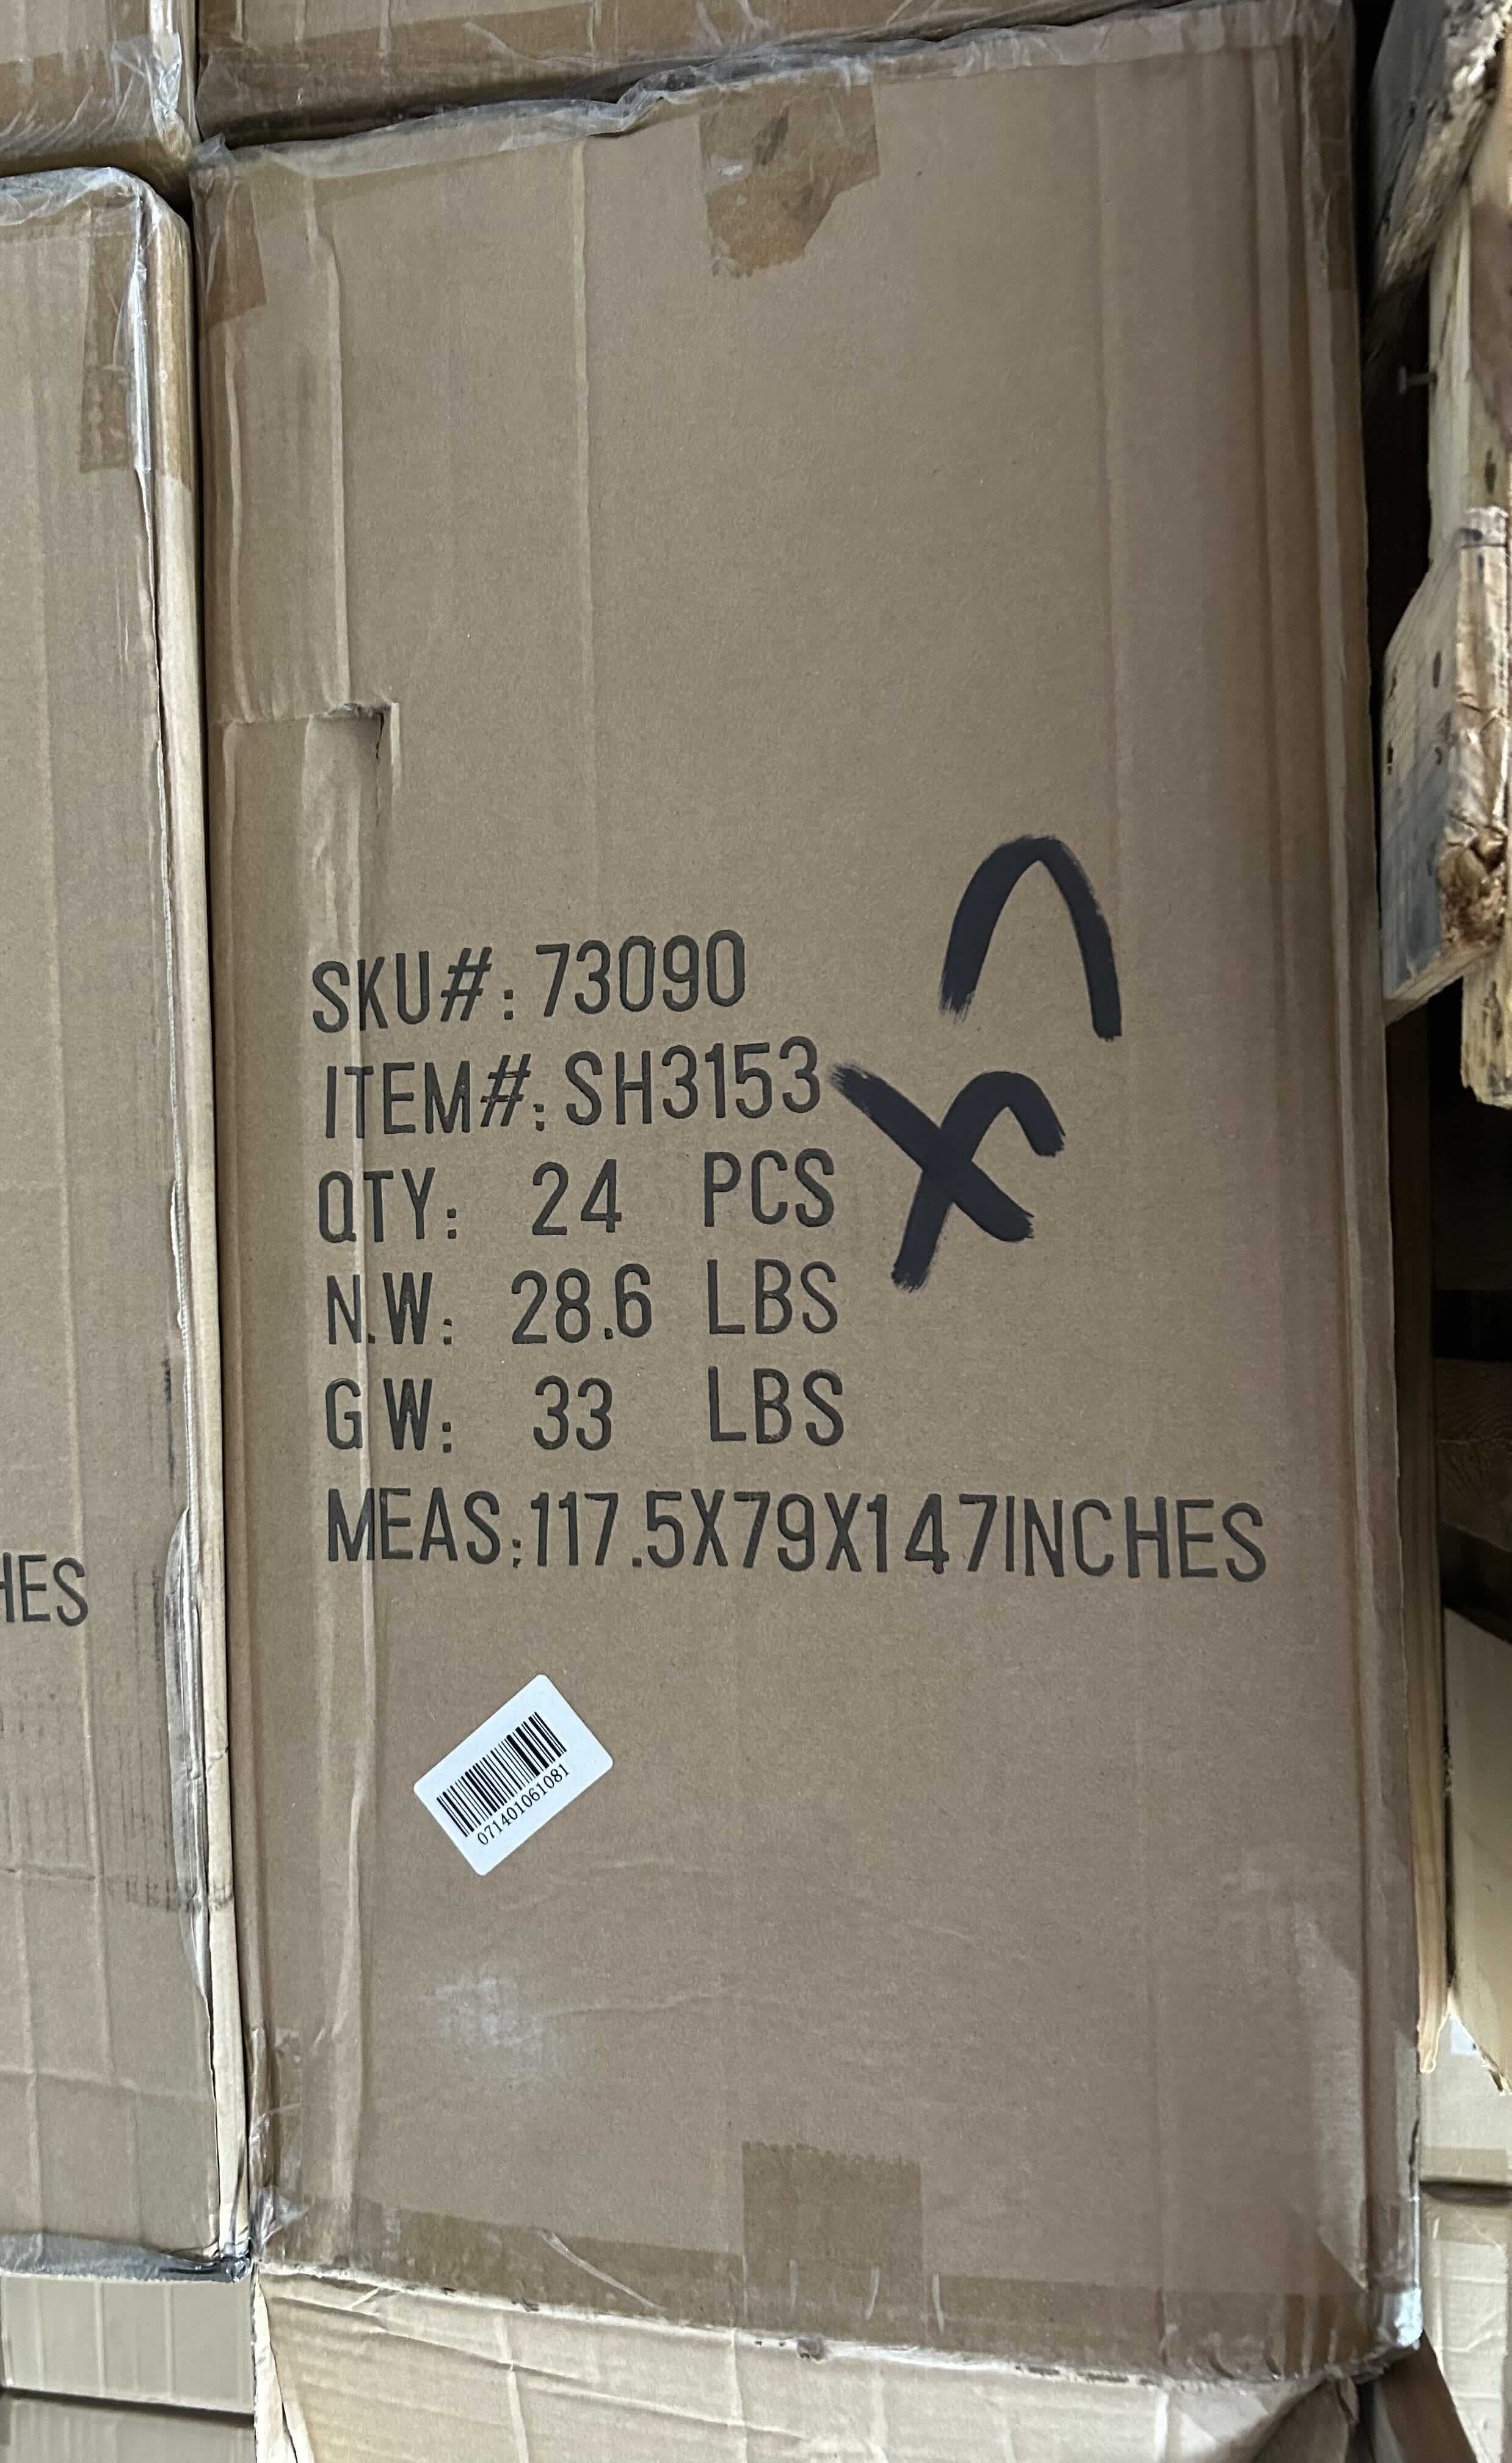 SKU#: 73090
ITEM#: SH3153
QTY: 24 PCS
N.W: 28.6 LBS
G W: 33 LBS
MEAS:117.5X79X147INCHES
071401061081
HES